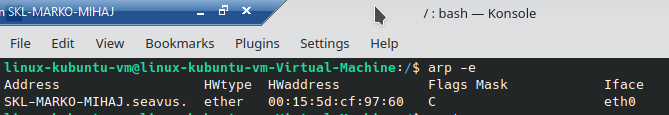 SKL-MARKO-MIHAJ
/ : bash — Konsole
File Edit View Bookmarks Plugins Settings Help
linux-kubuntu-vm@linux-kubuntu-vm-Virtual-Machine:/$ arp -e
Address HWtype HWaddress Flags Mask Iface
SKL-MARKO-MIHAJ.seavus. ether 00:15:5d:cf:97:60 C eth0